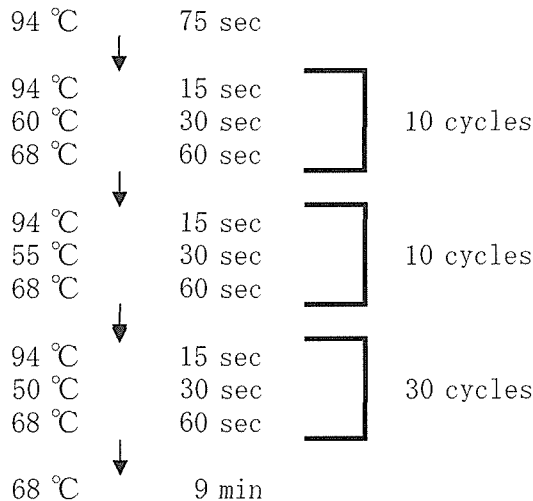 94 ℃ 75 sec
94 ℃ 15 sec
60 ℃ 30 sec 10 cycles
68 ℃ 60 sec
94 ℃ 15 sec
55 ℃ 30 sec 10 cycles
68 ℃ 60 sec
94 ℃ 15 sec
50 ℃ 30 sec 30 cycles
68 ℃ 60 sec
68 ℃ 9 min